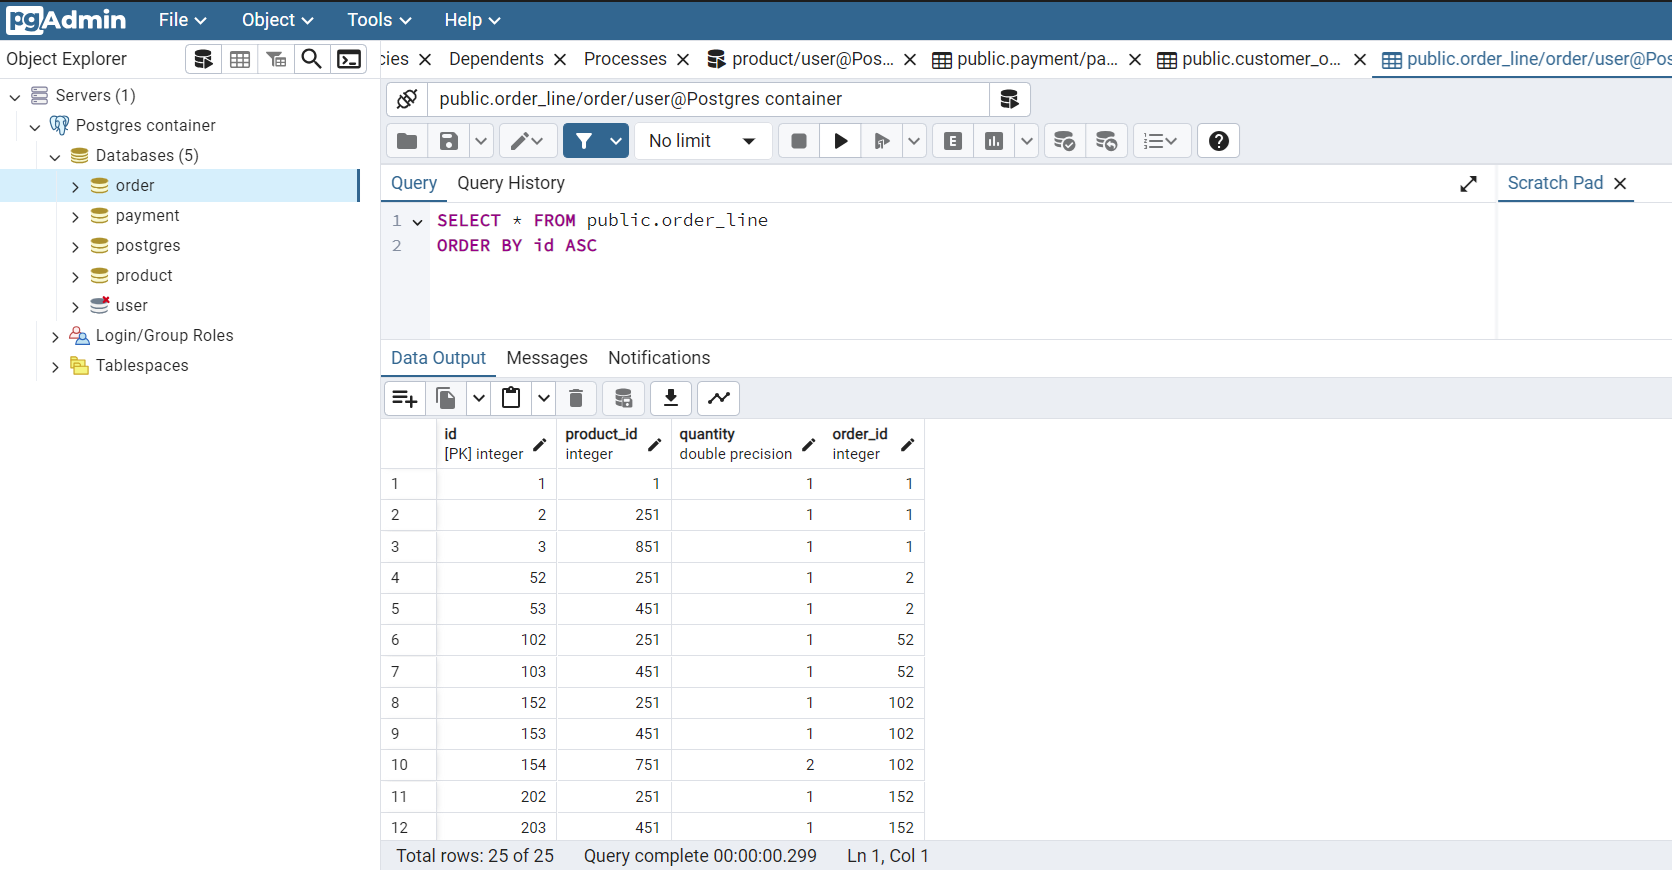 pgAdmin File Object Tools Help
Object Explorer
cies Dependents Processes product/user@Pos... public.payment/pa... public.customer_o... public.order_line/order/user@Pos
Servers (1)
Postgres container
Databases (5)
order
payment
postgres
product
user
Login/Group Roles
Tablespaces
public.order_line/order/user@Postgres container
No limit
E
Query Query History
Scratch Pad
1 SELECT * FROM public.order_line
2 ORDER BY id ASC
Data Output Messages Notifications
id product_id quantity order_id
[PK] integer integer double precision integer
1 1 1 1 1
2 2 251 1 1
3 3 851 1 1
4 52 251 1 2
5 53 451 1 2
6 102 251 1 52
7 103 451 1 52
8 152 251 1 102
9 153 451 1 102
10 154 751 2 102
11 202 251 1 152
12 203 451 1 152
Total rows: 25 of 25 Query complete 00:00:00.299 Ln 1, Col 1